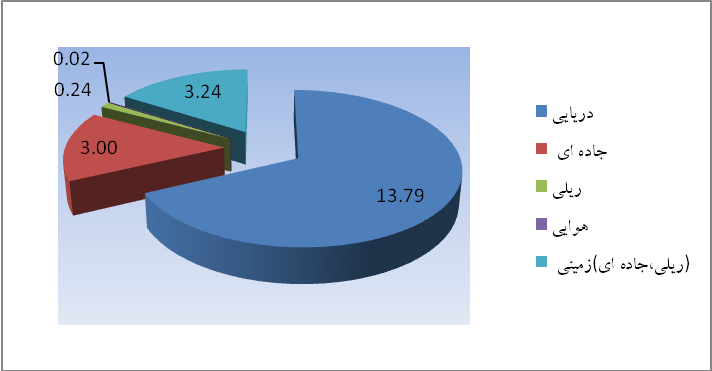 0.02
0.24
3.24
3.00
13.79
دریایی
جاده ای
ریلی
هوایی
زمینی(ریلی،جاده ای)